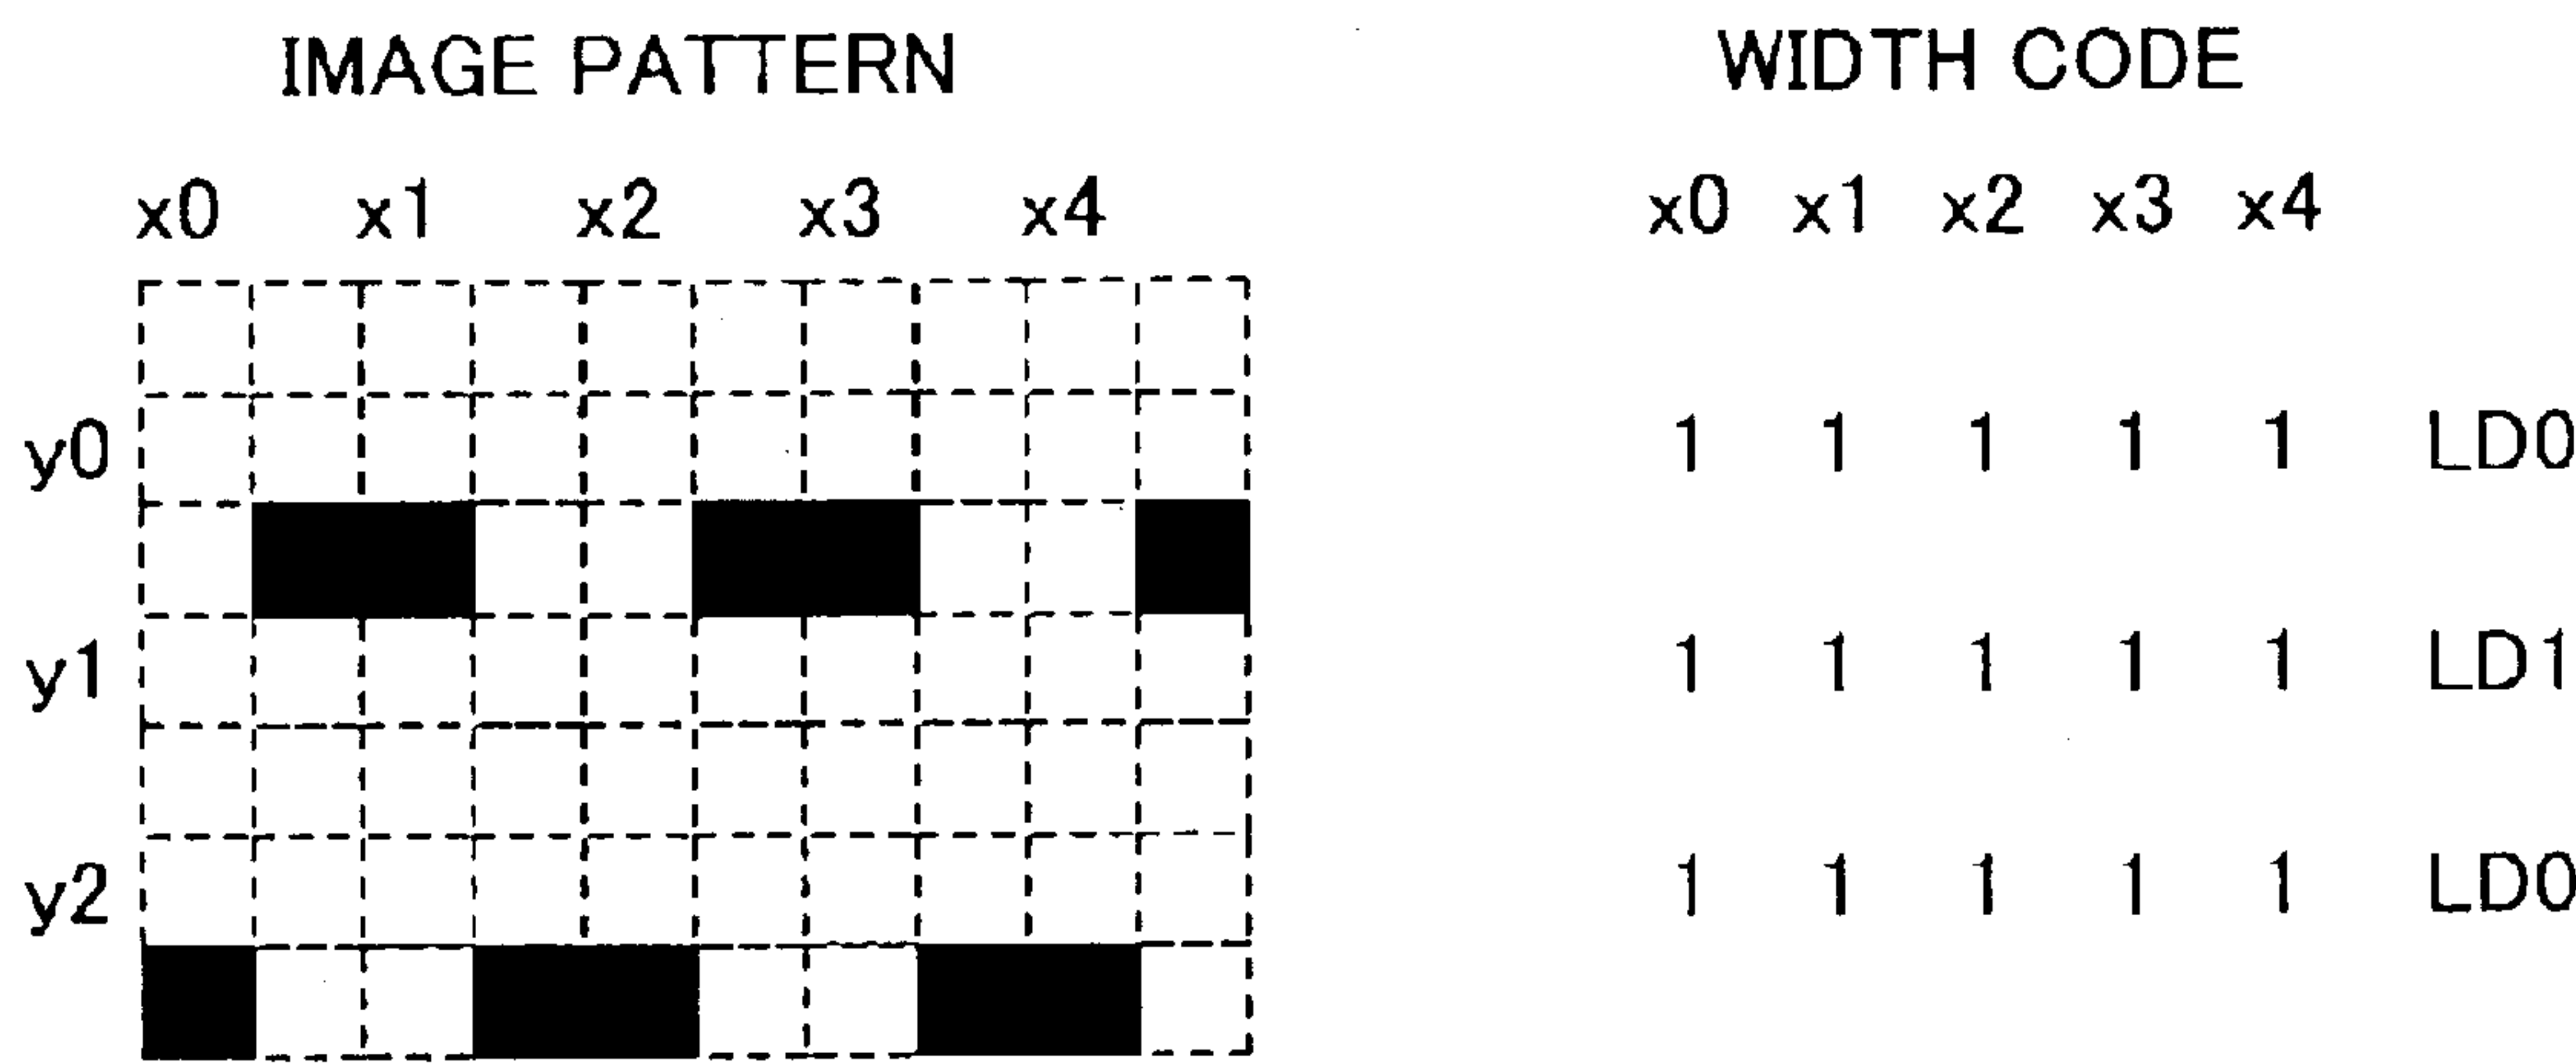 IMAGE PATTERN WIDTH CODE
x0 x1 x2 x3 x4 x0 x1 x2 x3 x4
y0 1 1 1 1 1 LD0
y1 1 1 1 1 1 LD1
y2 1 1 1 1 1 LD0